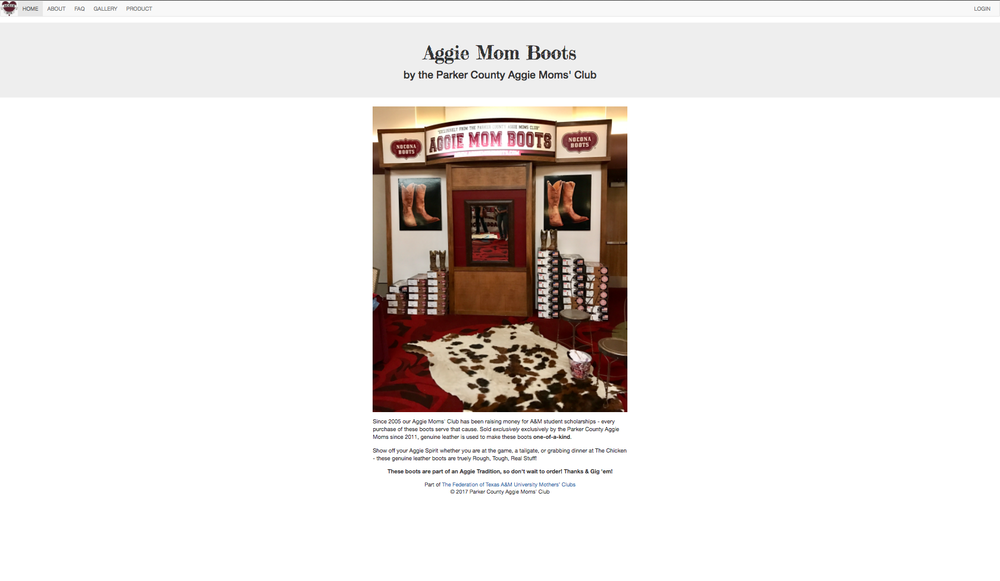 HOME ABOUT FAQ GALLERY PRODUCT LOGIN
Aggie Mom Boots
by the Parker County Aggie Moms' Club
"EXCLUSIVELY FROM THE PARKER COUNTY AGGIE MOMS CLUB"
AGGIE MOM BOOTS
NOCONA
BOOTS
NOCONA
BOOTS
Since 2005 our Aggie Moms' Club has been raising money for A&M student scholarships - every
purchase of these boots serve that cause. Sold exclusively exclusively by the Parker County Aggie
Moms since 2011, genuine leather is used to make these boots one-of-a-kind.
Show off your Aggie Spirit whether you are at the game, a tailgate, or grabbing dinner at The Chicken
- these genuine leather boots are truely Rough, Tough, Real Stuff!
These boots are part of an Aggie Tradition, so don't wait to order! Thanks & Gig 'em!
Part of The Federation of Texas A&M University Mothers' Clubs
© 2017 Parker County Aggie Moms' Club